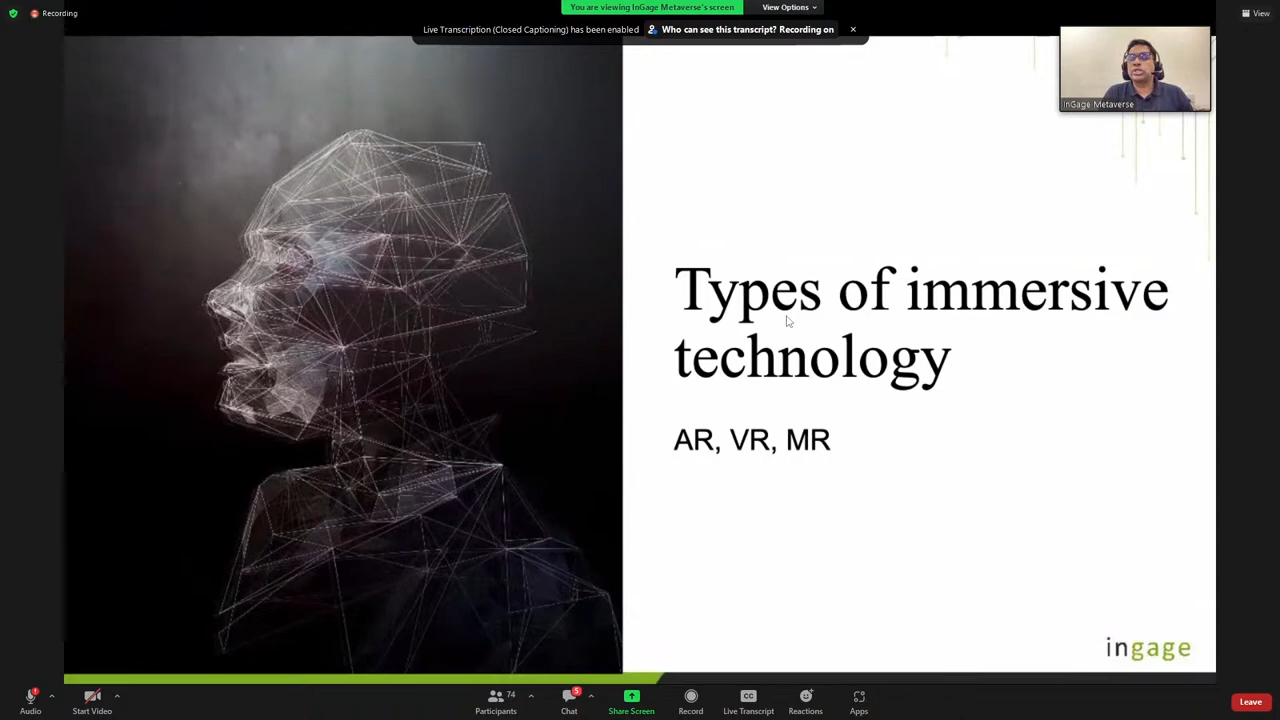 Recording
You are viewing InGage Metaverse's screen
View Options
View
Live Transcription (Closed Captioning) has been enabled
Who can see this transcript? Recording on
InGage Metaverse
Types of immersive
technology
AR, VR, MR
ingage
Audio
Start Video
74
Participants
5
Chat
Share Screen
Record
CC
Live Transcript
Reactions
Apps
Leave